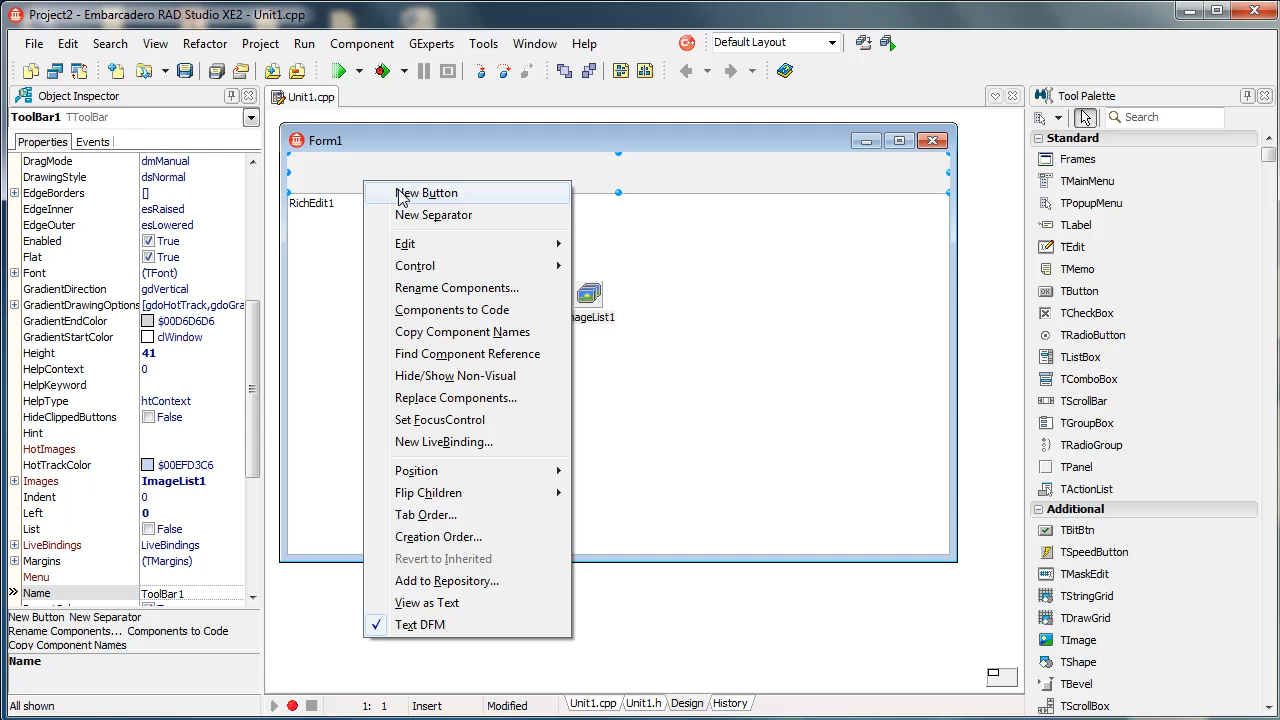 Project2 - Embarcadero RAD Studio XE2 - Unit1.cpp
File Edit Search View Refactor Project Run Component GExperts Tools Window Help
Default Layout
Object Inspector
ToolBar1 TToolBar
Properties Events
DragMode dmManual
DrawingStyle dsNormal
EdgeBorders []
EdgeInner esRaised
EdgeOuter esLowered
Enabled True
Flat True
Font (TFont)
GradientDirection gdVertical
GradientDrawingOptions [gdoHotTrack,gdoGra
GradientEndColor $00D6D6D6
GradientStartColor clWindow
Height 41
HelpContext 0
HelpKeyword
HelpType htContext
HideClippedButtons False
Hint
HotImages
HotTrackColor $00EFD3C6
Images ImageList1
Indent 0
Left 0
List False
LiveBindings LiveBindings
Margins (TMargins)
Menu
Name ToolBar1
New Button New Separator
Rename Components... Components to Code
Copy Component Names
Name
All shown
Unit1.cpp
Form1
RichEdit1
ageList1
New Button
New Separator
Edit
Control
Rename Components...
Components to Code
Copy Component Names
Find Component Reference
Hide/Show Non-Visual
Replace Components...
Set FocusControl
New LiveBinding...
Position
Flip Children
Tab Order...
Creation Order...
Revert to Inherited
Add to Repository...
View as Text
Text DFM
1: 1 Insert Modified Unit1.cpp Unit1.h Design History
Tool Palette
Search
Standard
Frames
TMainMenu
TPopupMenu
TLabel
TEdit
TMemo
TButton
TCheckBox
TRadioButton
TListBox
TComboBox
TScrollBar
TGroupBox
TRadioGroup
TPanel
TActionList
Additional
TBitBtn
TSpeedButton
TMaskEdit
TStringGrid
TDrawGrid
TImage
TShape
TBevel
TScrollBox